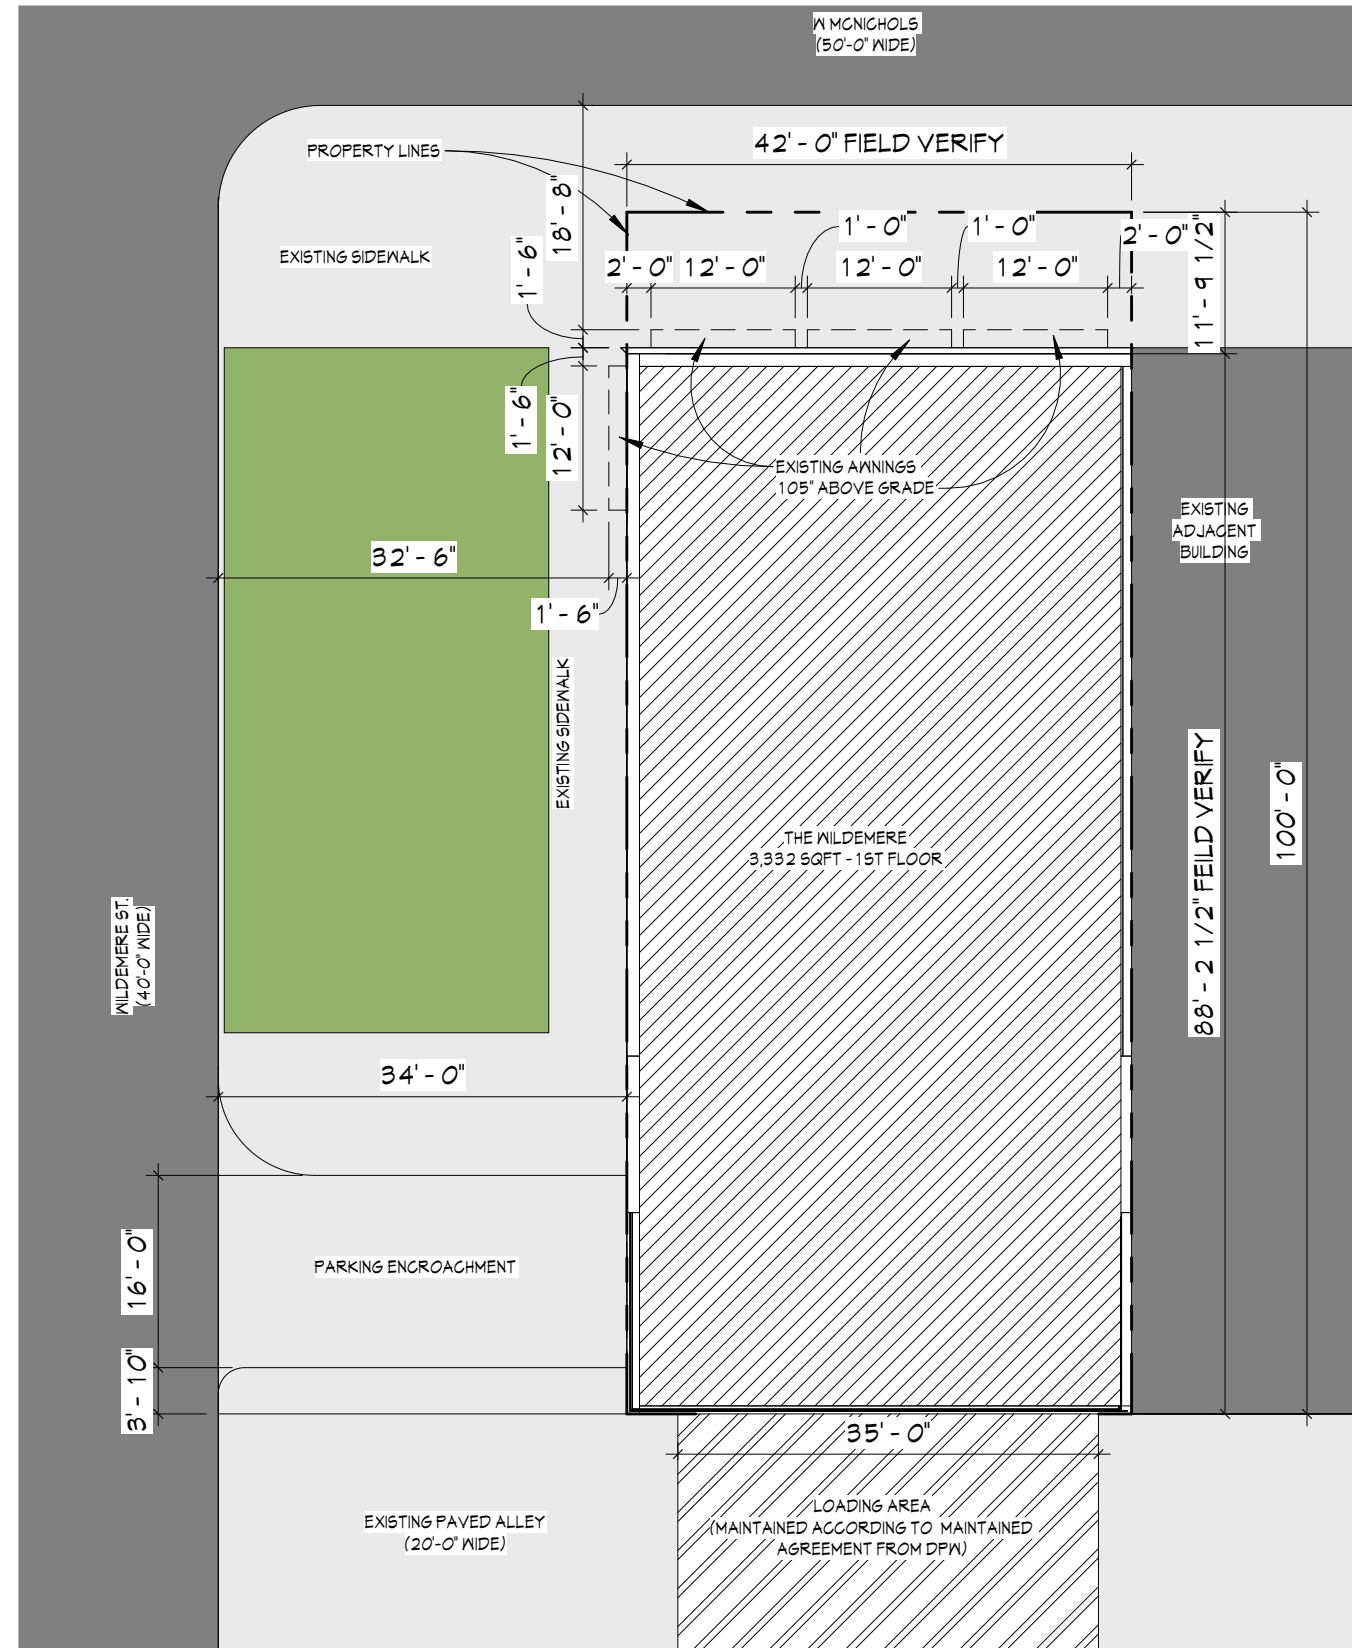 W MCNICHOLS
(50'-0" WIDE)
42' - 0" FIELD VERIFY
PROPERTY LINES
18' - 8"
1' - 0"
1' - 0"
2' - 0"
11' - 9 1/2"
EXISTING SIDEWALK
1' - 6"
2' - 0"
12' - 0"
12' - 0"
12' - 0"
1' - 6"
12' - 0"
EXISTING AWNINGS
105" ABOVE GRADE
EXISTING
ADJACENT
BUILDING
32' - 6"
1' - 6"
EXISTING SIDEWALK
THE WILDEMERE
3,332 SQFT - 1ST FLOOR
88' - 2 1/2" FEILD VERIFY
100' - 0"
WILDEMERE ST.
(40'-0" WIDE)
34' - 0"
16' - 0"
PARKING ENCROACHMENT
3' - 10"
35' - 0"
EXISTING PAVED ALLEY
(20'-0" WIDE)
LOADING AREA
(MAINTAINED ACCORDING TO MAINTAINED
AGREEMENT FROM DPW)